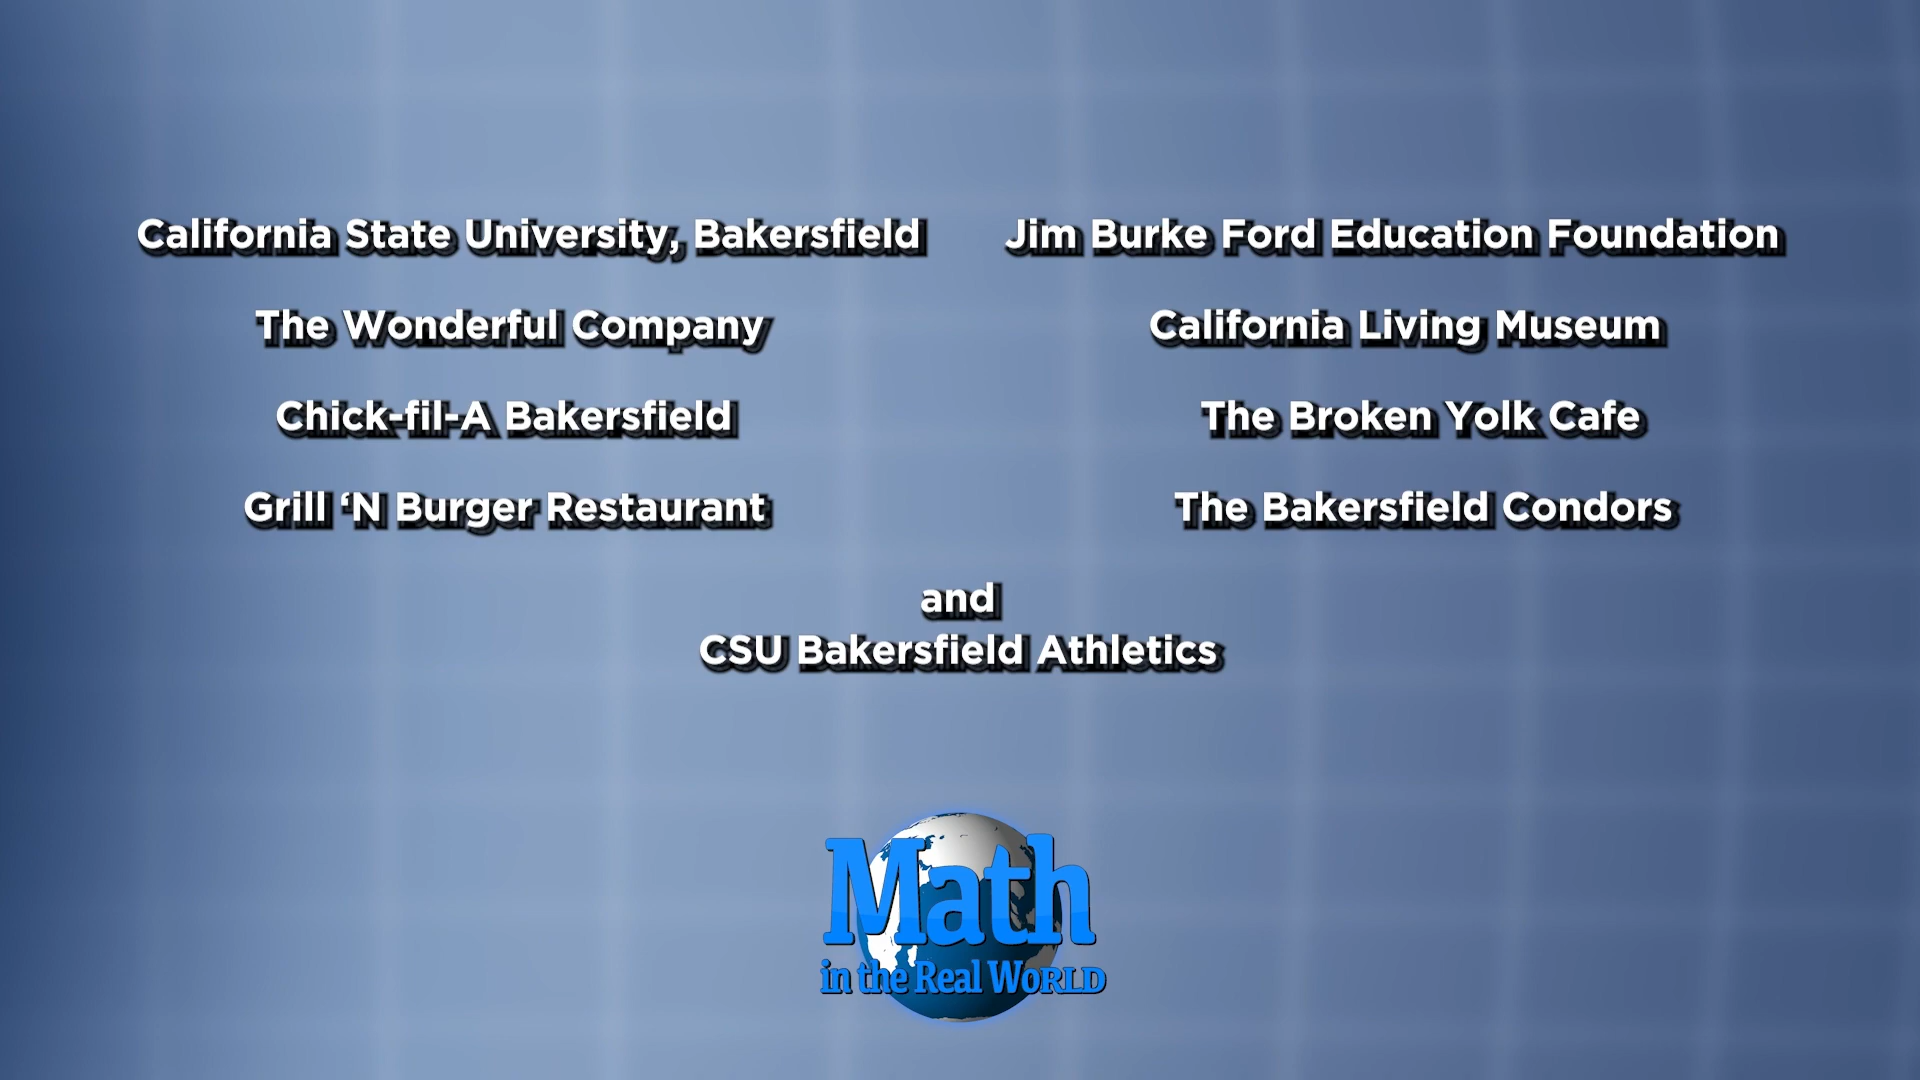 California State University, Bakersfield
Jim Burke Ford Education Foundation
The Wonderful Company
California Living Museum
Chick-fil-A Bakersfield
The Broken Yolk Cafe
Grill ‘N Burger Restaurant
The Bakersfield Condors
and
CSU Bakersfield Athletics
Math
in the Real WORLD